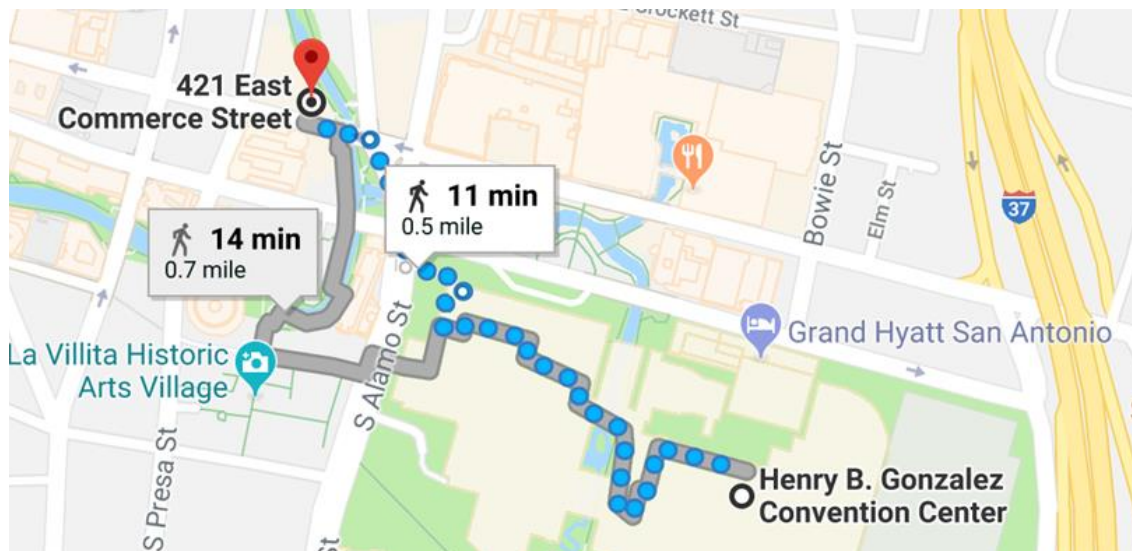 E Crockett St
421 East
Commerce Street
11 min
0.5 mile
14 min
0.7 mile
Bowie St
Elm St
37
Grand Hyatt San Antonio
La Villita Historic
Arts Village
S Alamo St
S Presa St
Henry B. Gonzalez
Convention Center
St